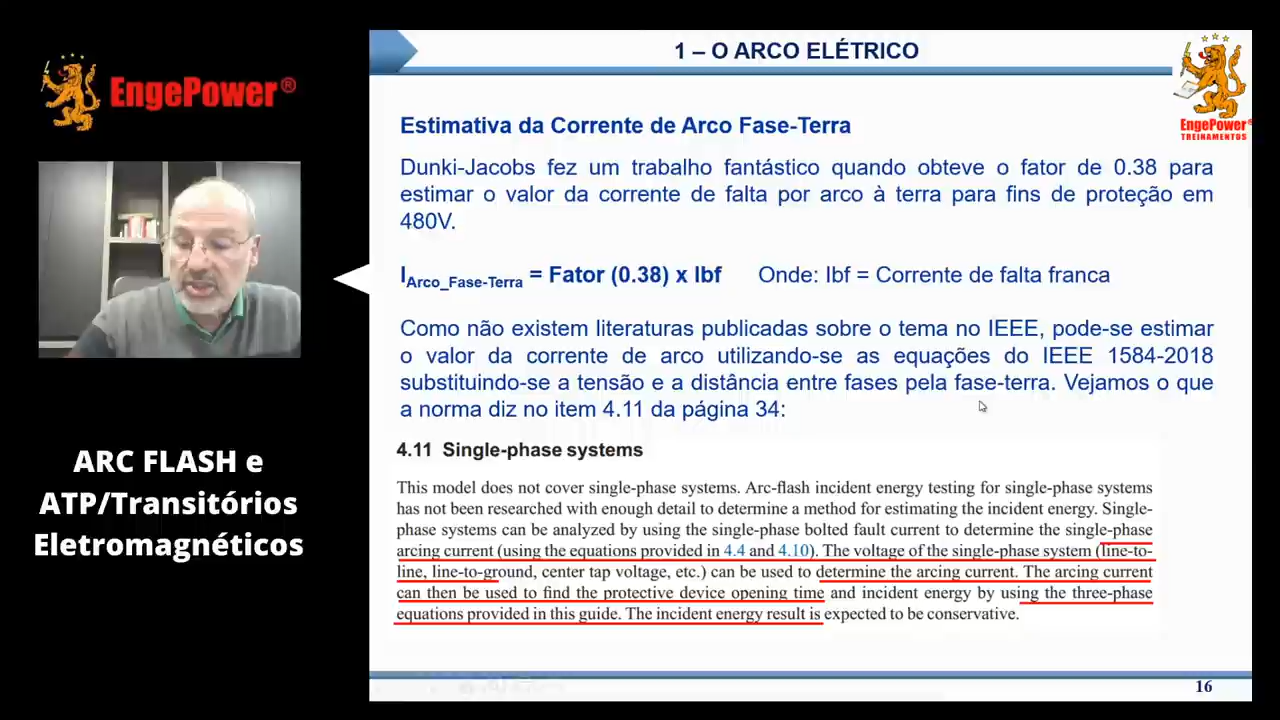 EngePower®
ARC FLASH e
ATP/Transitórios
Eletromagnéticos
1 – O ARCO ELÉTRICO
EngePower®
TREINAMENTOS
Estimativa da Corrente de Arco Fase-Terra
Dunki-Jacobs fez um trabalho fantástico quando obteve o fator de 0.38 para
estimar o valor da corrente de falta por arco à terra para fins de proteção em
480V.
IArco_Fase-Terra = Fator (0.38) x Ibf Onde: Ibf = Corrente de falta franca
Como não existem literaturas publicadas sobre o tema no IEEE, pode-se estimar
o valor da corrente de arco utilizando-se as equações do IEEE 1584-2018
substituindo-se a tensão e a distância entre fases pela fase-terra. Vejamos o que
a norma diz no item 4.11 da página 34:
4.11 Single-phase systems
This model does not cover single-phase systems. Arc-flash incident energy testing for single-phase systems
has not been researched with enough detail to determine a method for estimating the incident energy. Single-
phase systems can be analyzed by using the single-phase bolted fault current to determine the single-phase
arcing current (using the equations provided in 4.4 and 4.10). The voltage of the single-phase system (line-to-
line, line-to-ground, center tap voltage, etc.) can be used to determine the arcing current. The arcing current
can then be used to find the protective device opening time and incident energy by using the three-phase
equations provided in this guide. The incident energy result is expected to be conservative.
16